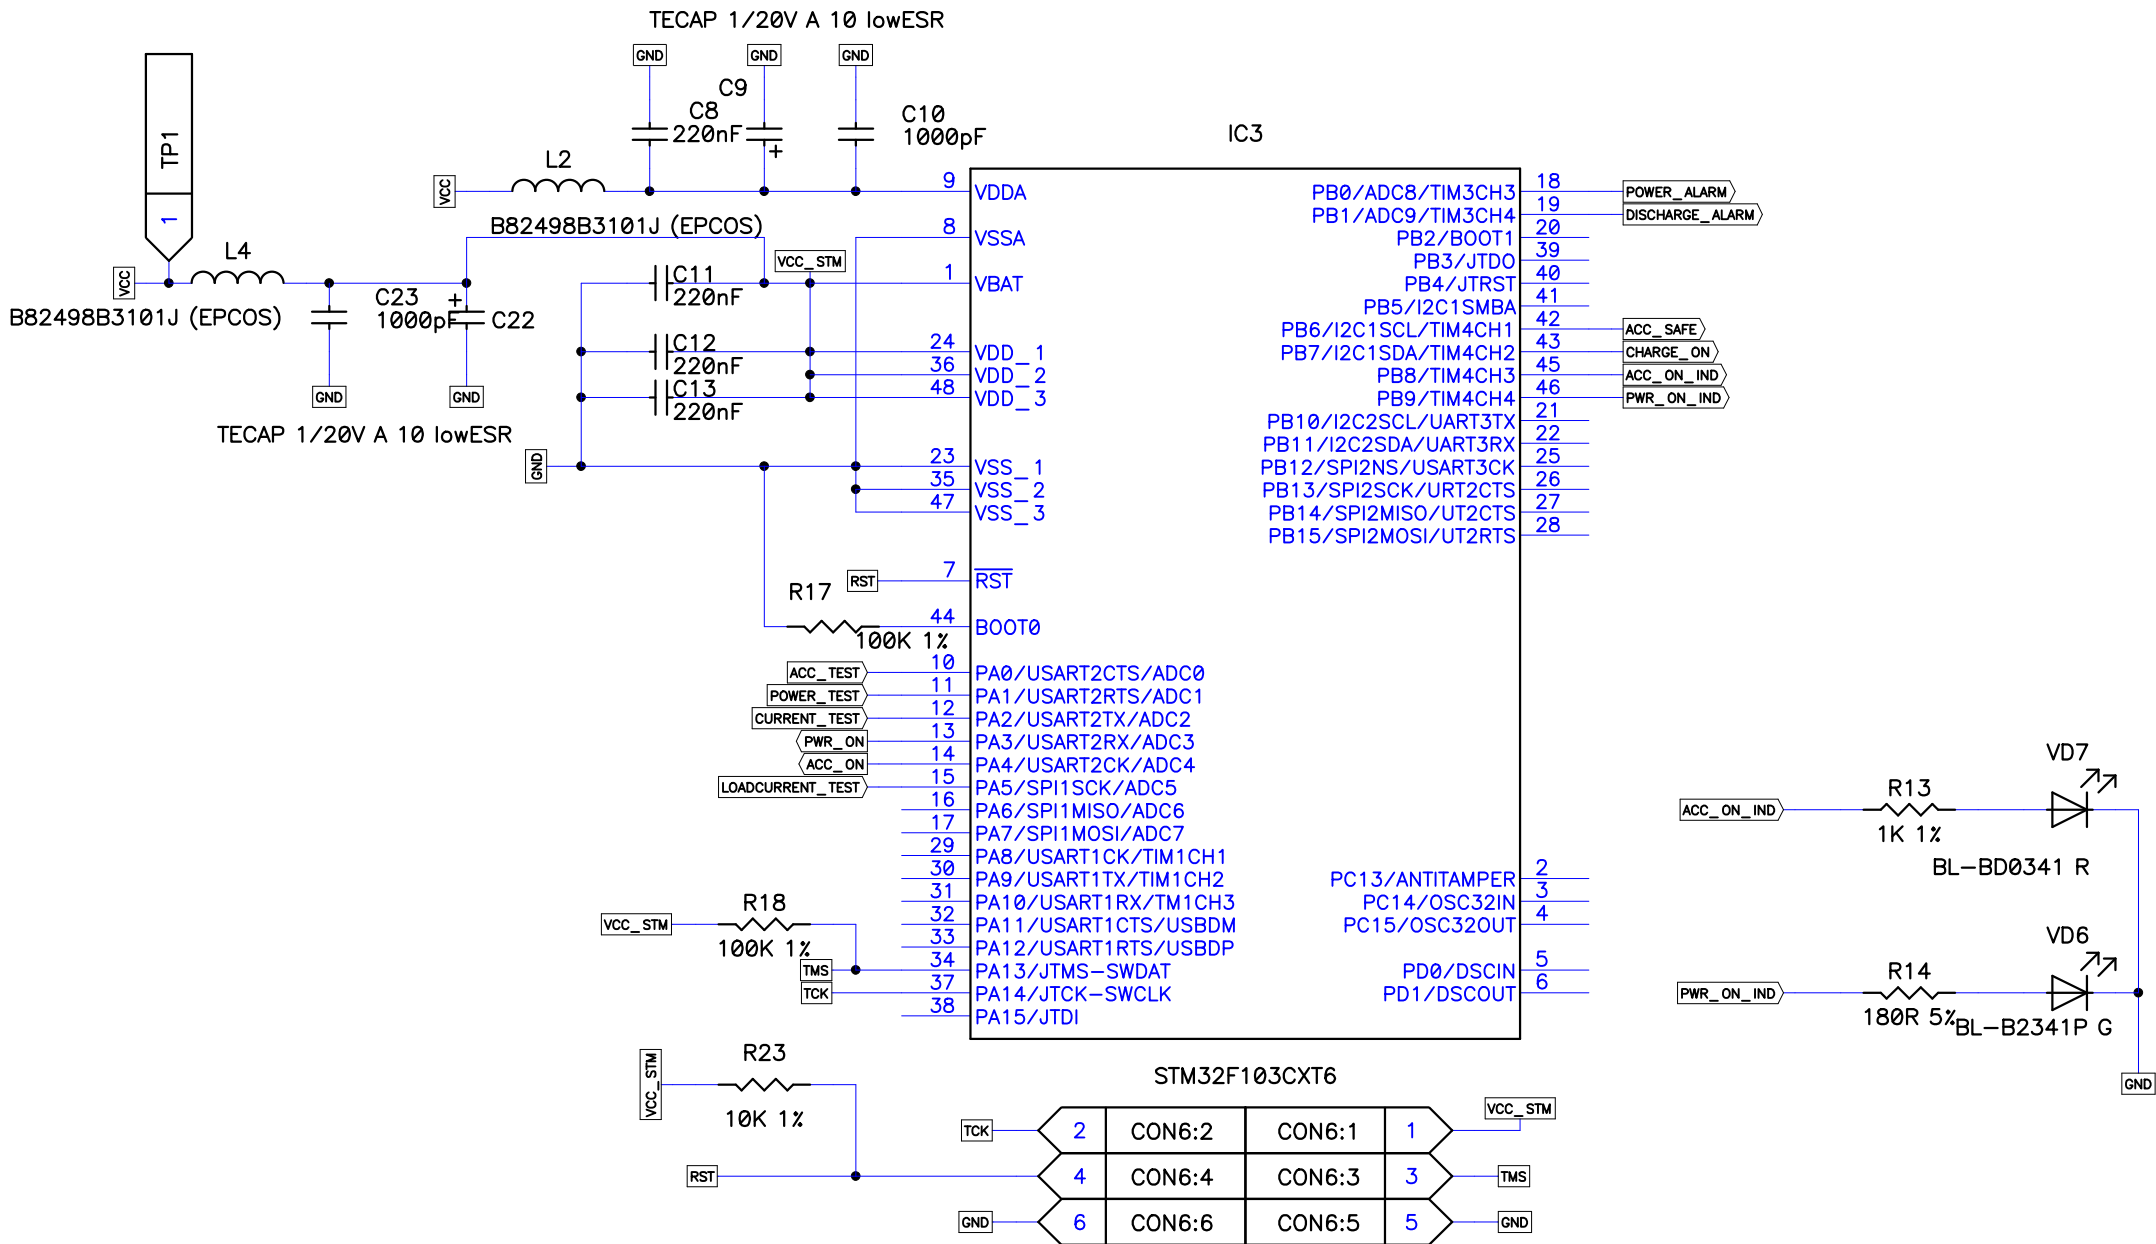 TECAP 1/20V A 10 lowESR
GND
GND
GND
C9
C8
220nF
C10
1000pF
TP1
1
L2
VCC
B82498B3101J (EPCOS)
L4
VCC
B82498B3101J (EPCOS)
C23
1000pF
C22
GND
GND
TECAP 1/20V A 10 lowESR
VCC_STM
C11
220nF
C12
220nF
C13
220nF
GND
IC3
9 VDDA
8 VSSA
1 VBAT
24 VDD_1
36 VDD_2
48 VDD_3
23 VSS_1
35 VSS_2
47 VSS_3
RST 7 RST
R17
100K 1%
44 BOOT0
ACC_TEST 10 PA0/USART2CTS/ADC0
POWER_TEST 11 PA1/USART2RTS/ADC1
CURRENT_TEST 12 PA2/USART2TX/ADC2
PWR_ON 13 PA3/USART2RX/ADC3
ACC_ON 14 PA4/USART2CK/ADC4
LOADCURRENT_TEST 15 PA5/SPI1SCK/ADC5
16 PA6/SPI1MISO/ADC6
17 PA7/SPI1MOSI/ADC7
29 PA8/USART1CK/TIM1CH1
30 PA9/USART1TX/TIM1CH2
31 PA10/USART1RX/TM1CH3
32 PA11/USART1CTS/USBDM
33 PA12/USART1RTS/USBDP
TMS 34 PA13/JTMS-SWDAT
TCK 37 PA14/JTCK-SWCLK
38 PA15/JTDI
PB0/ADC8/TIM3CH3 18 POWER_ALARM
PB1/ADC9/TIM3CH4 19 DISCHARGE_ALARM
PB2/BOOT1 20
PB3/JTDO 39
PB4/JTRST 40
PB5/I2C1SMBA 41
PB6/I2C1SCL/TIM4CH1 42 ACC_SAFE
PB7/I2C1SDA/TIM4CH2 43 CHARGE_ON
PB8/TIM4CH3 45 ACC_ON_IND
PB9/TIM4CH4 46 PWR_ON_IND
PB10/I2C2SCL/UART3TX 21
PB11/I2C2SDA/UART3RX 22
PB12/SPI2NS/USART3CK 25
PB13/SPI2SCK/URT2CTS 26
PB14/SPI2MISO/UT2CTS 27
PB15/SPI2MOSI/UT2RTS 28
PC13/ANTITAMPER 2
PC14/OSC32IN 3
PC15/OSC32OUT 4
PD0/DSCIN 5
PD1/DSCOUT 6
STM32F103CXT6
VCC_STM
R18
100K 1%
VCC_STM
R23
10K 1%
RST
TCK 2 CON6:2 CON6:1 1 VCC_STM
4 CON6:4 CON6:3 3 TMS
GND 6 CON6:6 CON6:5 5 GND
VD7
ACC_ON_IND
R13
1K 1%
BL-BD0341 R
VD6
PWR_ON_IND
R14
180R 5%
BL-B2341P G
GND